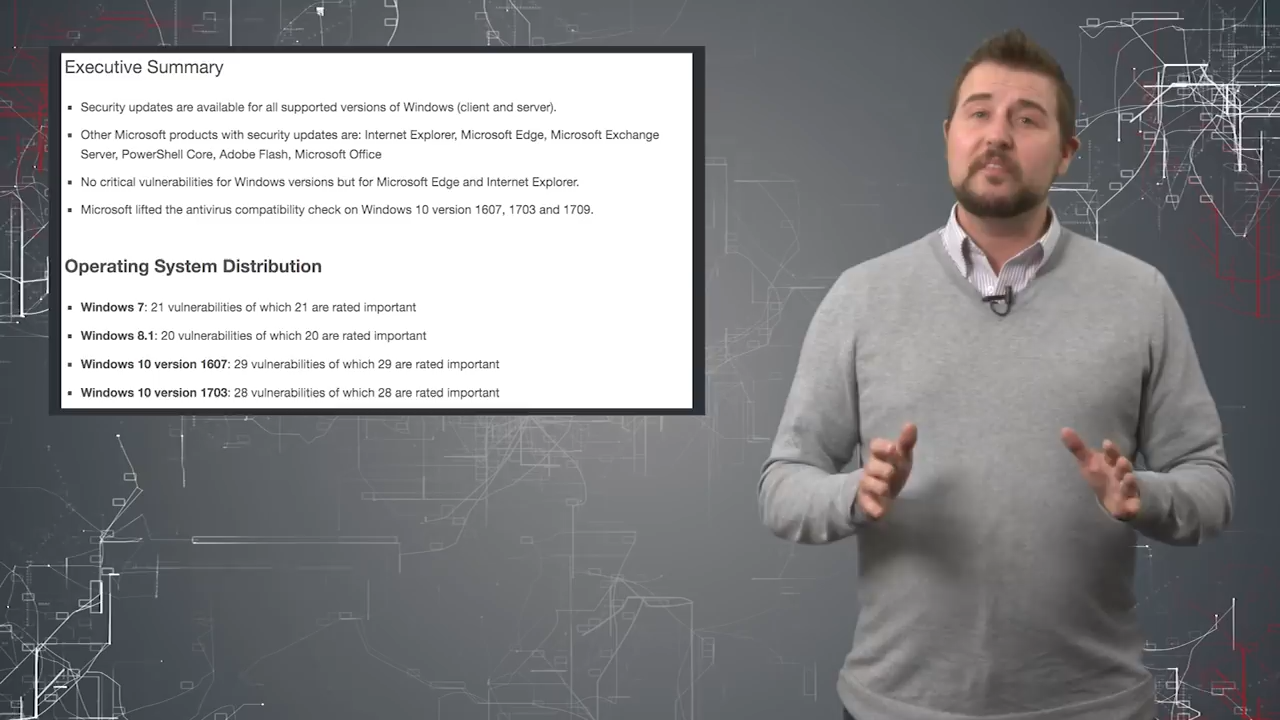 Executive Summary
Security updates are available for all supported versions of Windows (client and server).
Other Microsoft products with security updates are: Internet Explorer, Microsoft Edge, Microsoft Exchange
Server, PowerShell Core, Adobe Flash, Microsoft Office
No critical vulnerabilities for Windows versions but for Microsoft Edge and Internet Explorer.
Microsoft lifted the antivirus compatibility check on Windows 10 version 1607, 1703 and 1709.
Operating System Distribution
Windows 7: 21 vulnerabilities of which 21 are rated important
Windows 8.1: 20 vulnerabilities of which 20 are rated important
Windows 10 version 1607: 29 vulnerabilities of which 29 are rated important
Windows 10 version 1703: 28 vulnerabilities of which 28 are rated important